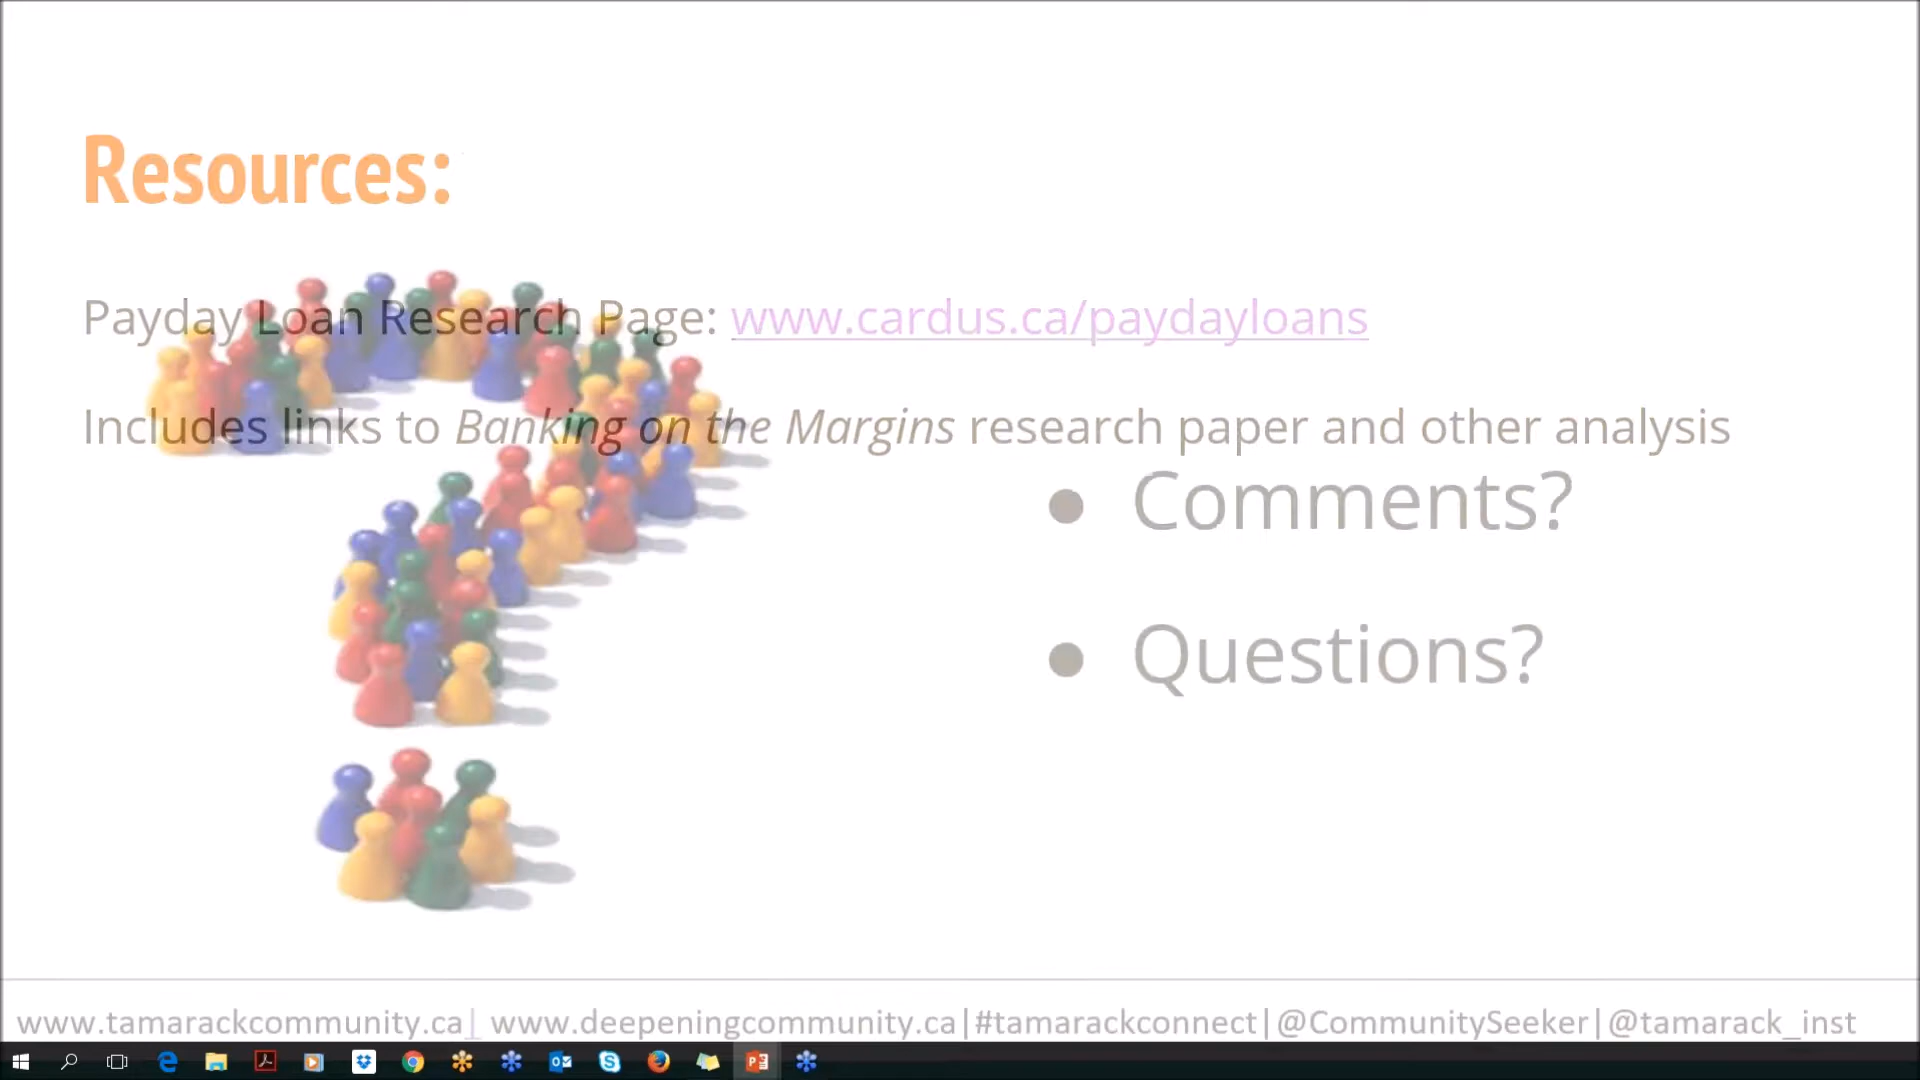 Resources:
Payday Loan Research Page: www.cardus.ca/paydayloans
Includes links to Banking on the Margins research paper and other analysis
● Comments?
● Questions?
www.tamarackcommunity.ca| www.deepeningcommunity.ca|#tamarackconnect|@CommunitySeeker|@tamarack_inst